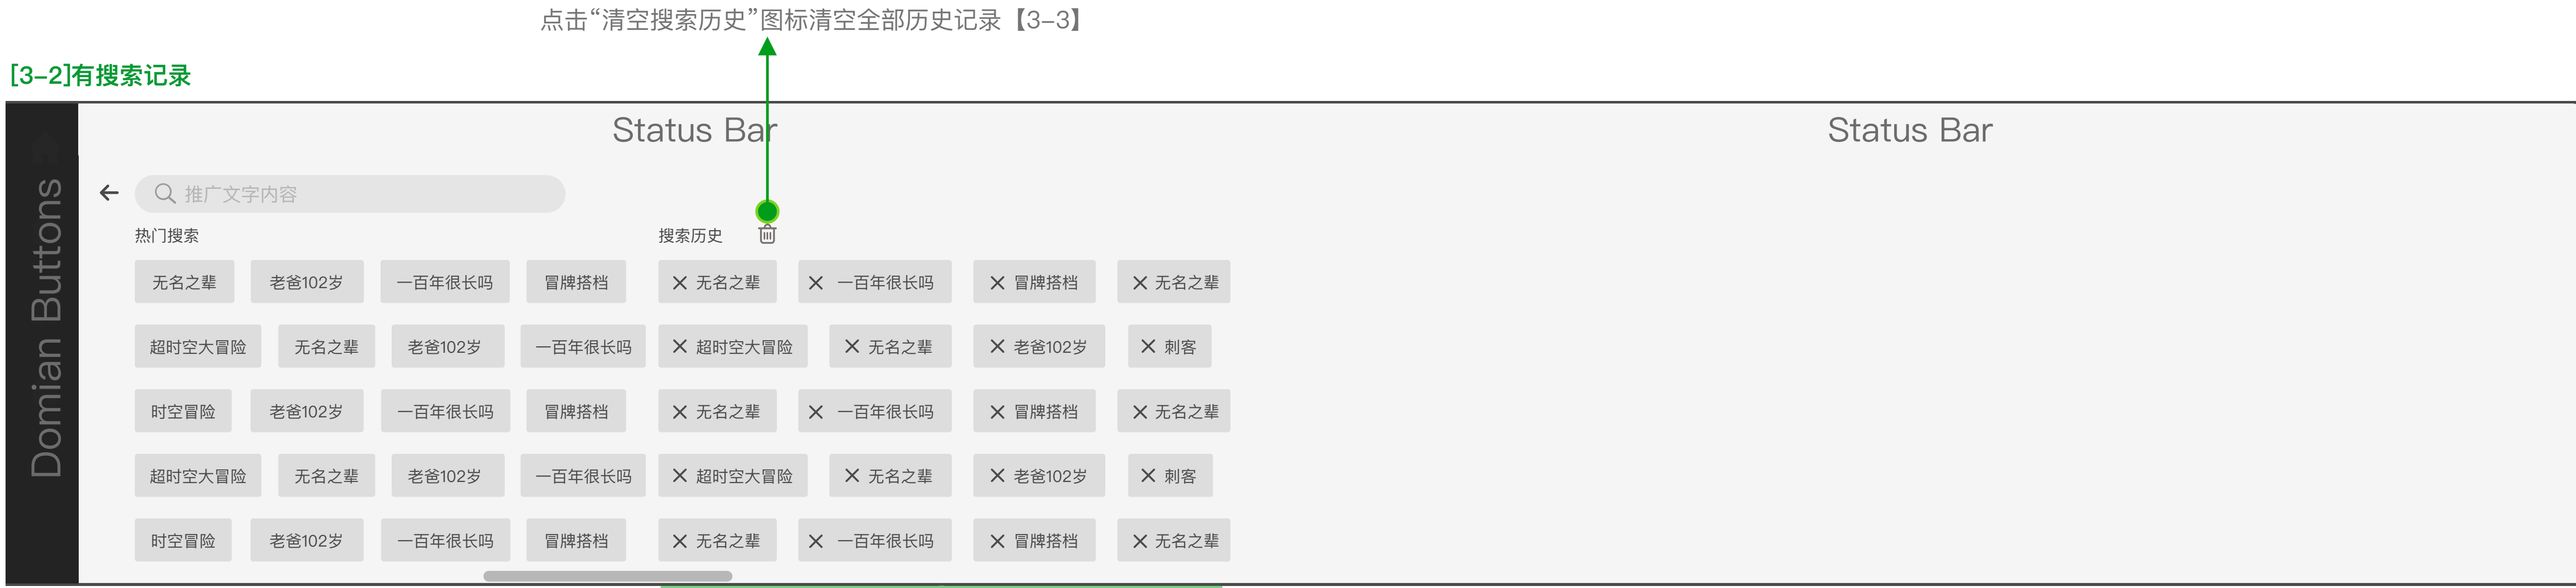 点击“清空搜索历史”图标清空全部历史记录【3-3】
[3-2]有搜索记录
Status Bar
Status Bar
Domian Buttons
推广文字内容
热门搜索
搜索历史
无名之辈 老爸102岁 一百年很长吗 冒牌搭档 无名之辈 一百年很长吗 冒牌搭档 无名之辈
超时空大冒险 无名之辈 老爸102岁 一百年很长吗 超时空大冒险 无名之辈 老爸102岁 刺客
时空冒险 老爸102岁 一百年很长吗 冒牌搭档 无名之辈 一百年很长吗 冒牌搭档 无名之辈
超时空大冒险 无名之辈 老爸102岁 一百年很长吗 超时空大冒险 无名之辈 老爸102岁 刺客
时空冒险 老爸102岁 一百年很长吗 冒牌搭档 无名之辈 一百年很长吗 冒牌搭档 无名之辈